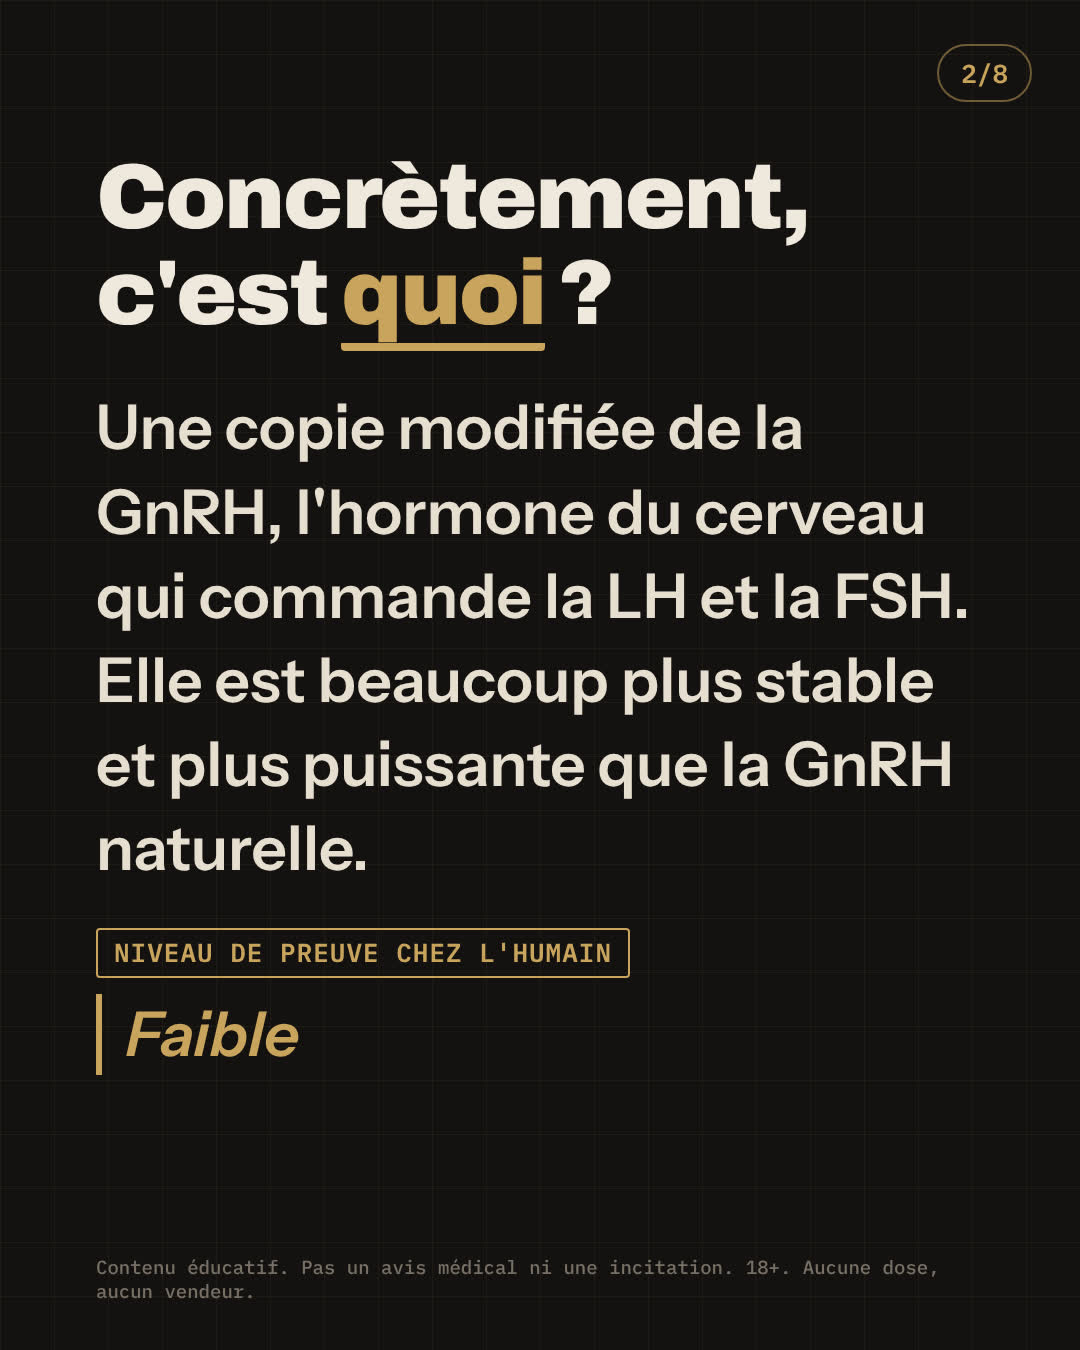 2/8
Concrètement,
c'est quoi ?
Une copie modifiée de la
GnRH, l'hormone du cerveau
qui commande la LH et la FSH.
Elle est beaucoup plus stable
et plus puissante que la GnRH
naturelle.
NIVEAU DE PREUVE CHEZ L'HUMAIN
Faible
Contenu éducatif. Pas un avis médical ni une incitation. 18+. Aucune dose,
aucun vendeur.